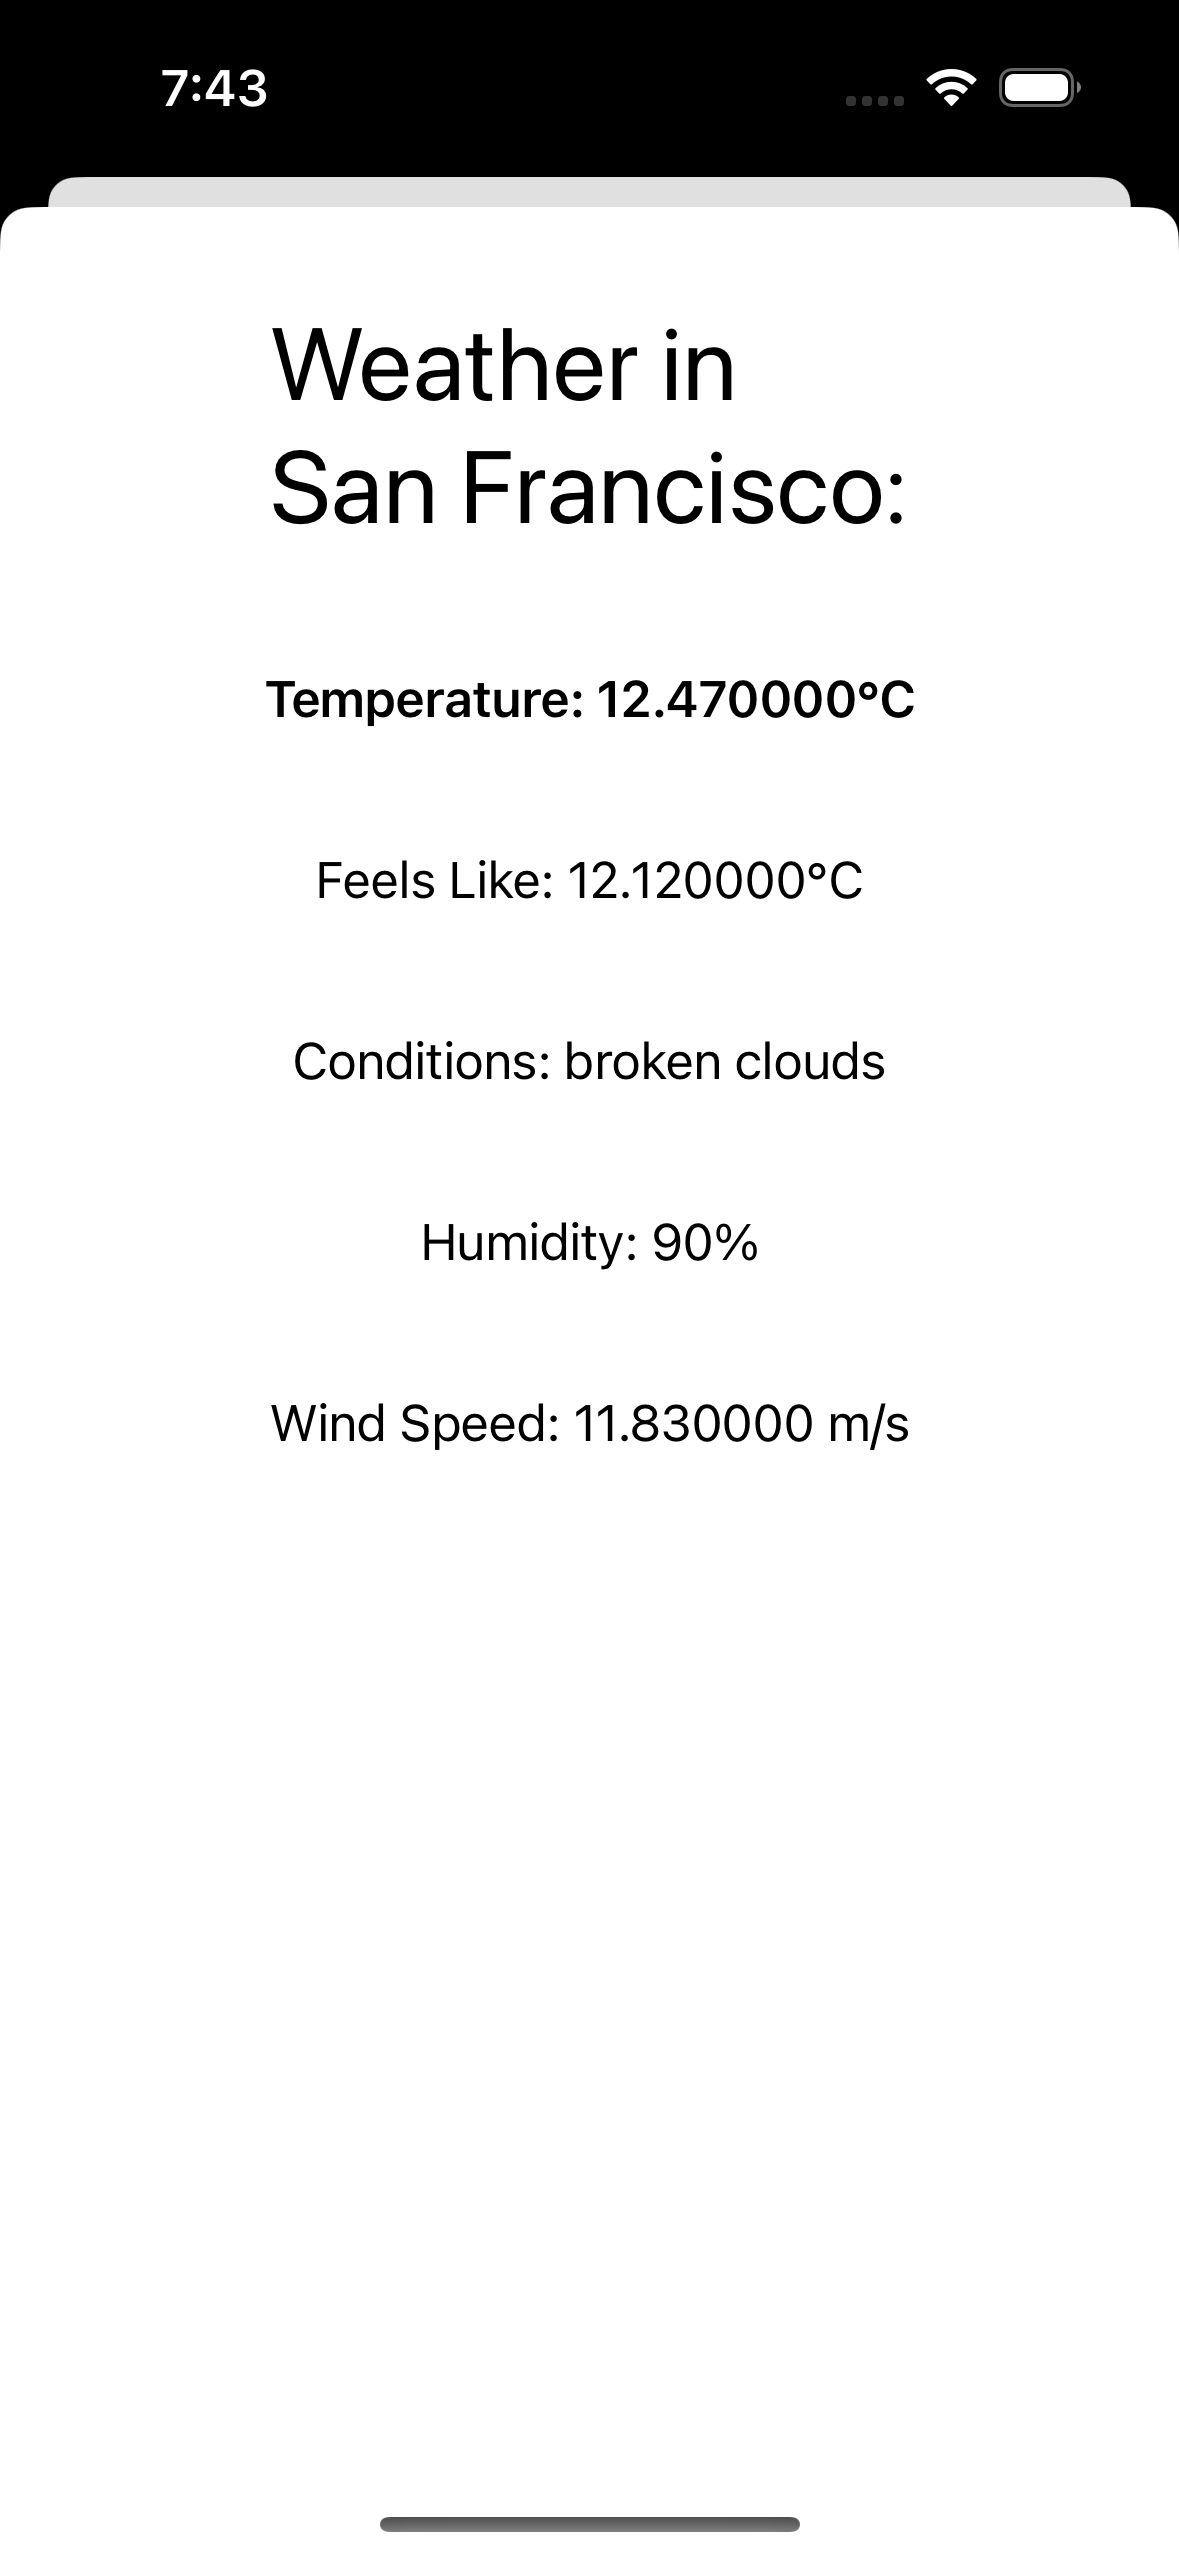 7:43
Weather in
San Francisco:
Temperature: 12.470000°C
Feels Like: 12.120000°C
Conditions: broken clouds
Humidity: 90%
Wind Speed: 11.830000 m/s